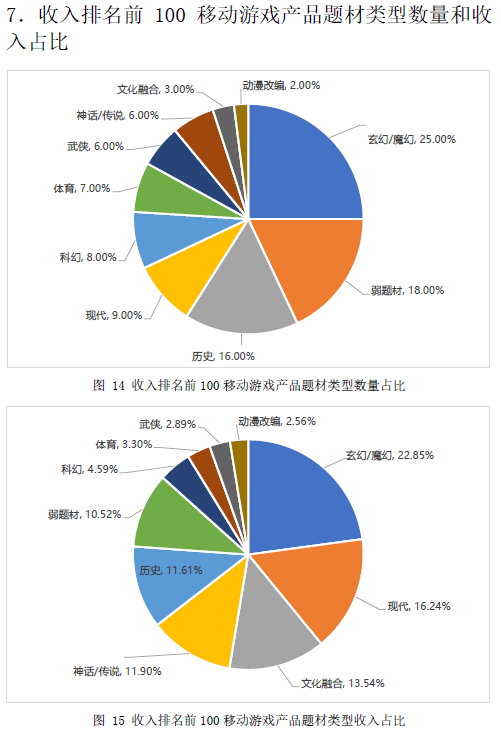 7. 收入排名前 100 移动游戏产品题材类型数量和收
入占比
动漫改编, 2.00%
文化融合, 3.00%
神话/传说, 6.00%
玄幻/魔幻, 25.00%
武侠, 6.00%
体育, 7.00%
科幻, 8.00%
弱题材, 18.00%
现代, 9.00%
历史, 16.00%
图 14 收入排名前100移动游戏产品题材类型数量占比
武侠, 2.89%
动漫改编, 2.56%
体育, 3.30%
玄幻/魔幻, 22.85%
科幻, 4.59%
弱题材, 10.52%
历史, 11.61%
现代, 16.24%
神话/传说, 11.90%
文化融合, 13.54%
图 15 收入排名前100移动游戏产品题材类型收入占比